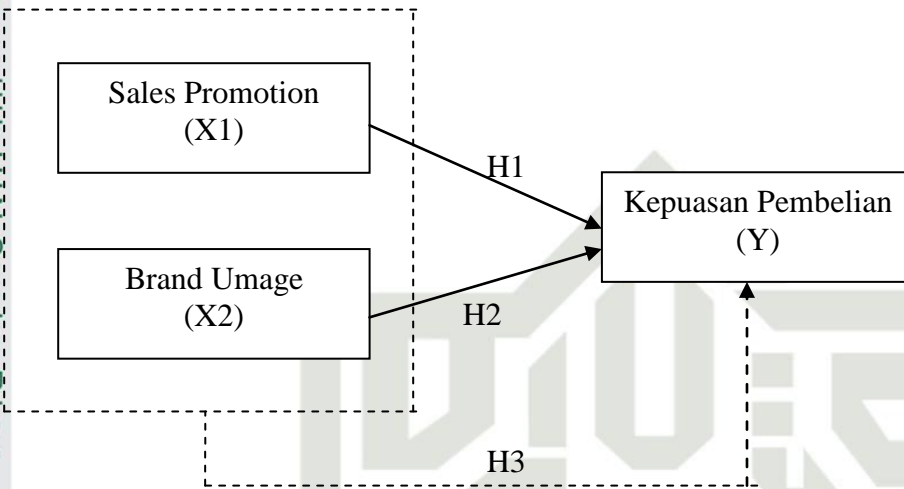 Sales Promotion
(X1)
H1
Kepuasan Pembelian
(Y)
Brand Umage
(X2)
H2
H3